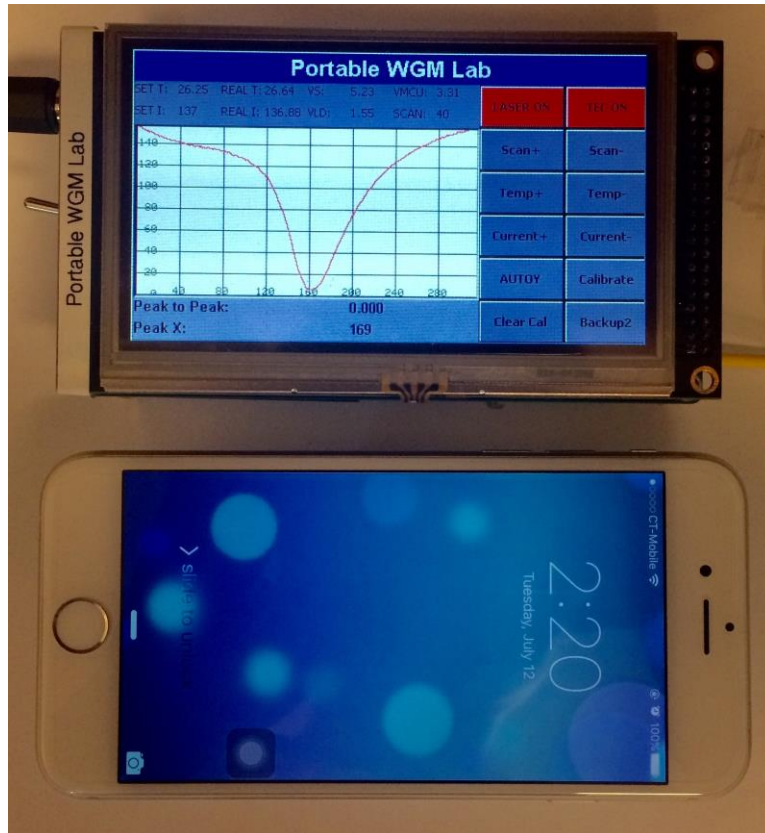 Portable WGM Lab
Portable WGM Lab
SET T: 26.25 REAL T: 26.64 VS: 5.23 VMCU: 3.31
SET I: 137 REAL I: 136.88 VLD: 1.55 SCAN: 40
LASER ON TEC ON
Scan+ Scan-
Temp+ Temp-
Current+ Current-
AUTOY Calibrate
Clear Cal Backup2
140
120
100
80
60
40
20
0 40 80 120 160 200 240 280
Peak to Peak: 0.000
Peak X: 169
CT-Mobile
100%
2:20
Tuesday, July 12
slide to unlock